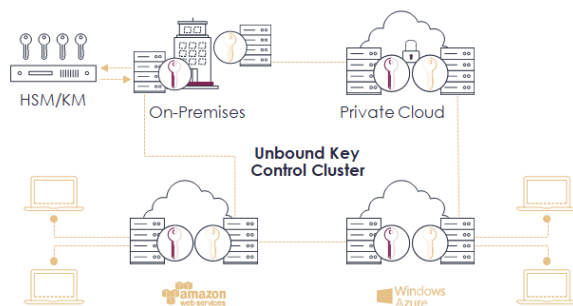 HSM/KM
On-Premises
Private Cloud
Unbound Key
Control Cluster
amazon
web services
Windows
Azure